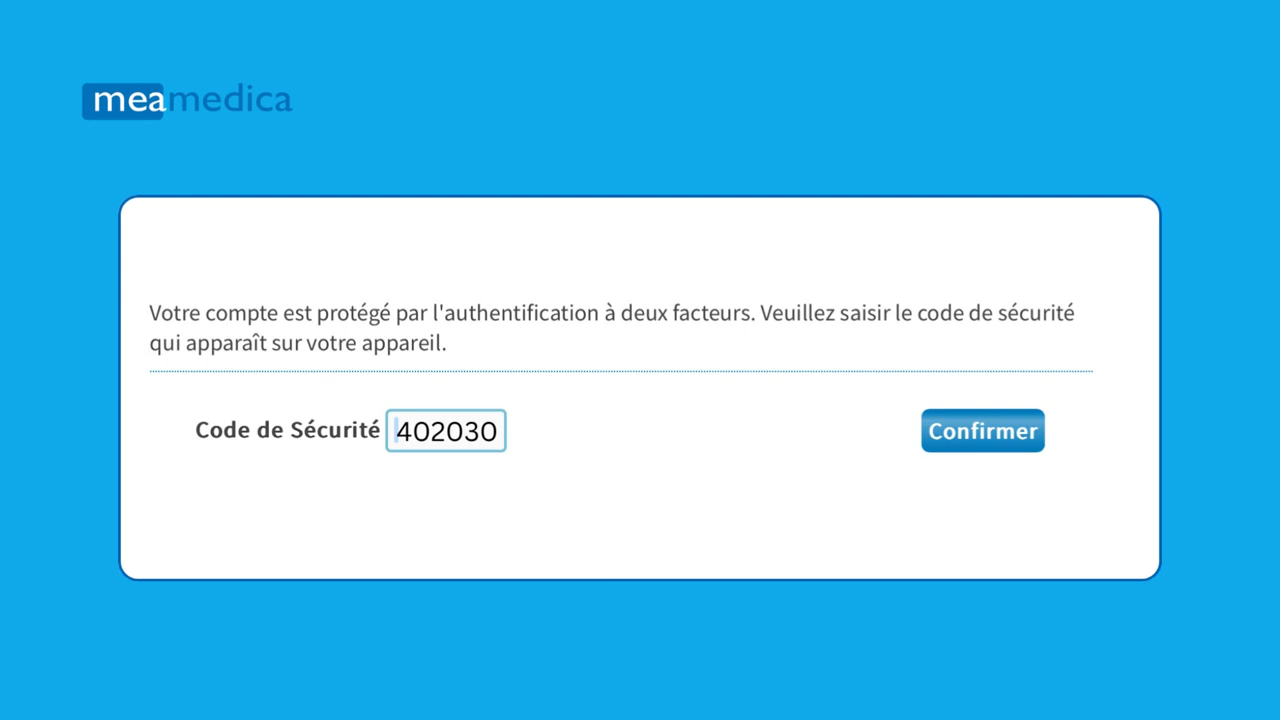 meamedica
Votre compte est protégé par l'authentification à deux facteurs. Veuillez saisir le code de sécurité
qui apparaît sur votre appareil.
Code de Sécurité 402030 Confirmer